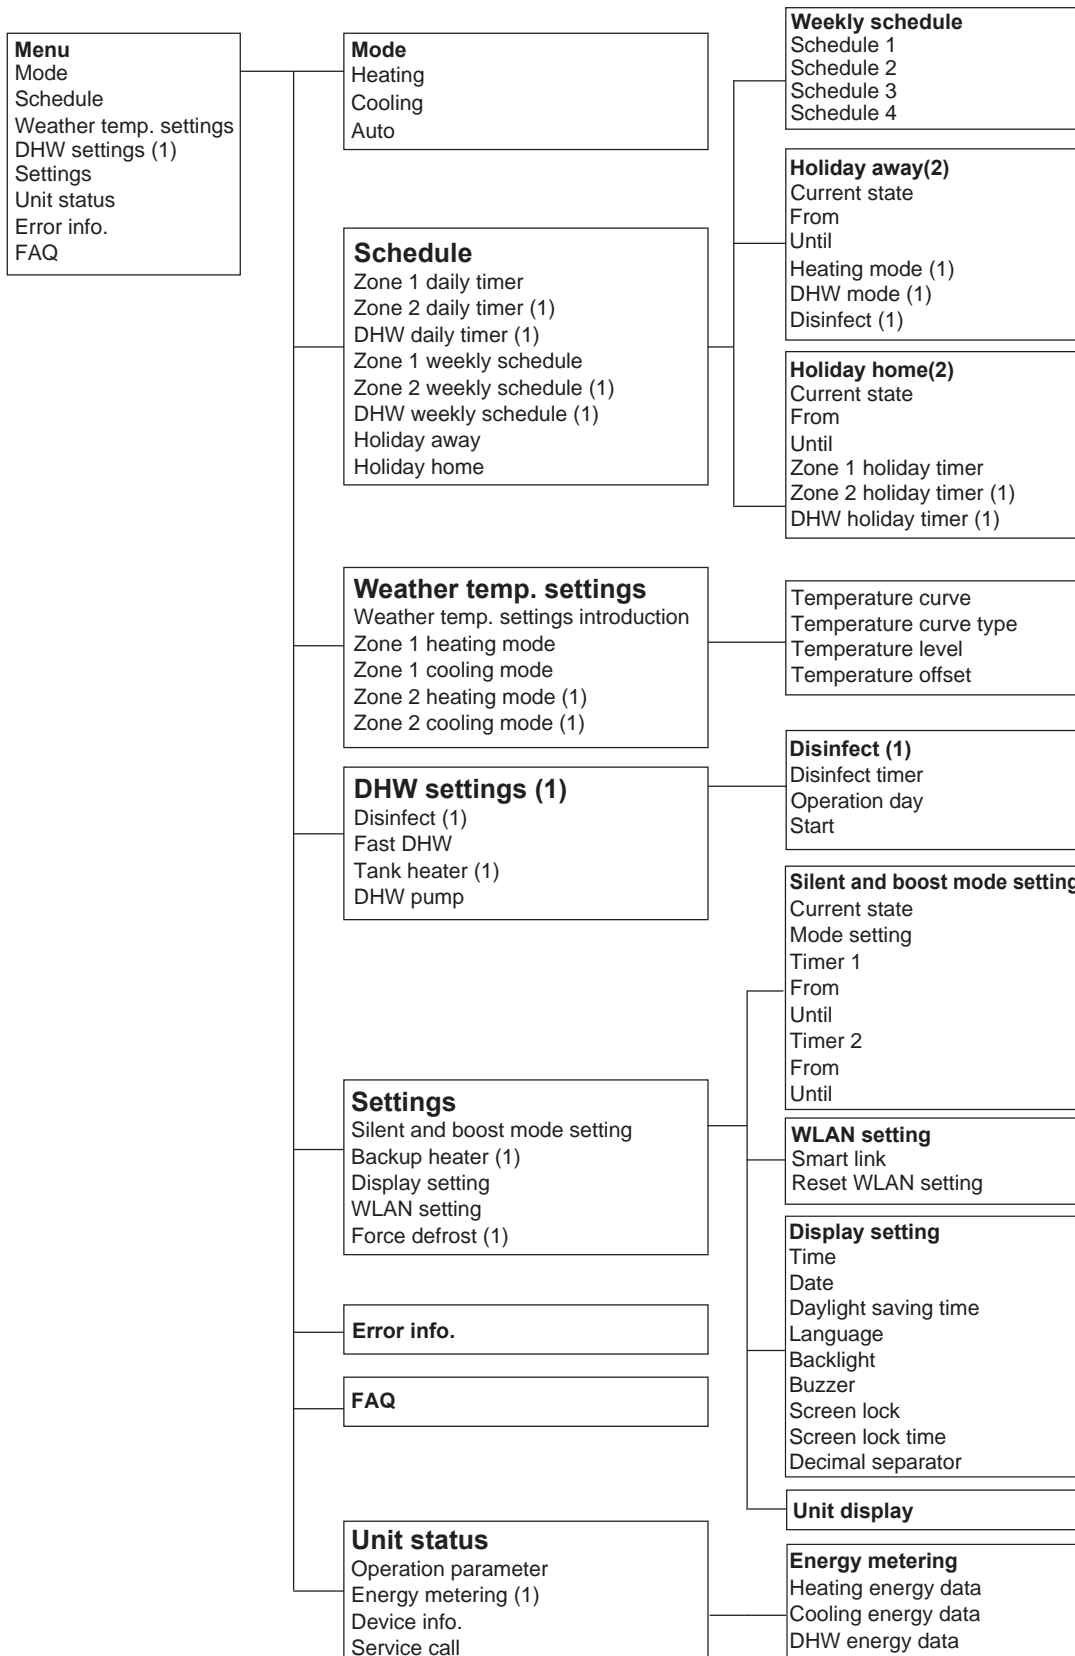 Menu
Mode
Schedule
Weather temp. settings
DHW settings (1)
Settings
Unit status
Error info.
FAQ
Mode
Heating
Cooling
Auto
Schedule
Zone 1 daily timer
Zone 2 daily timer (1)
DHW daily timer (1)
Zone 1 weekly schedule
Zone 2 weekly schedule (1)
DHW weekly schedule (1)
Holiday away
Holiday home
Weekly schedule
Schedule 1
Schedule 2
Schedule 3
Schedule 4
Holiday away(2)
Current state
From
Until
Heating mode (1)
DHW mode (1)
Disinfect (1)
Holiday home(2)
Current state
From
Until
Zone 1 holiday timer
Zone 2 holiday timer (1)
DHW holiday timer (1)
Weather temp. settings
Weather temp. settings introduction
Zone 1 heating mode
Zone 1 cooling mode
Zone 2 heating mode (1)
Zone 2 cooling mode (1)
Temperature curve
Temperature curve type
Temperature level
Temperature offset
DHW settings (1)
Disinfect (1)
Fast DHW
Tank heater (1)
DHW pump
Disinfect (1)
Disinfect timer
Operation day
Start
Settings
Silent and boost mode setting
Backup heater (1)
Display setting
WLAN setting
Force defrost (1)
Silent and boost mode setting
Current state
Mode setting
Timer 1
From
Until
Timer 2
From
Until
WLAN setting
Smart link
Reset WLAN setting
Display setting
Time
Date
Daylight saving time
Language
Backlight
Buzzer
Screen lock
Screen lock time
Decimal separator
Unit display
Error info.
FAQ
Unit status
Operation parameter
Energy metering (1)
Device info.
Service call
Energy metering
Heating energy data
Cooling energy data
DHW energy data